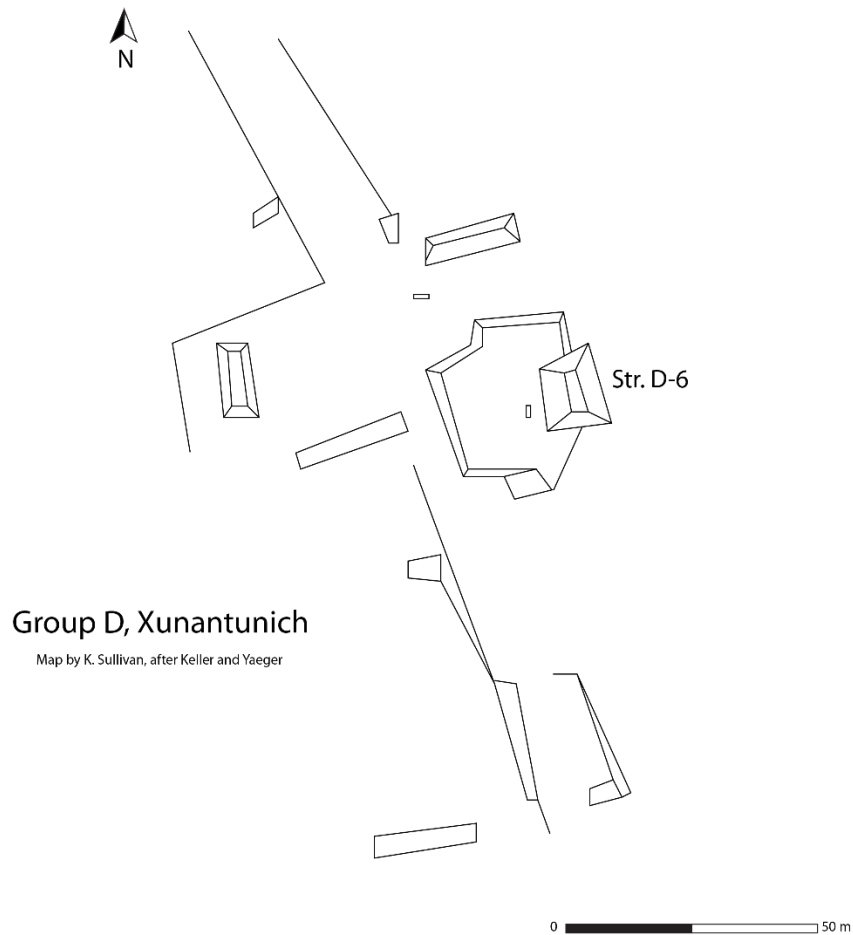 N
Str. D-6
Group D, Xunantunich
Map by K. Sullivan, after Keller and Yaeger
0 50 m